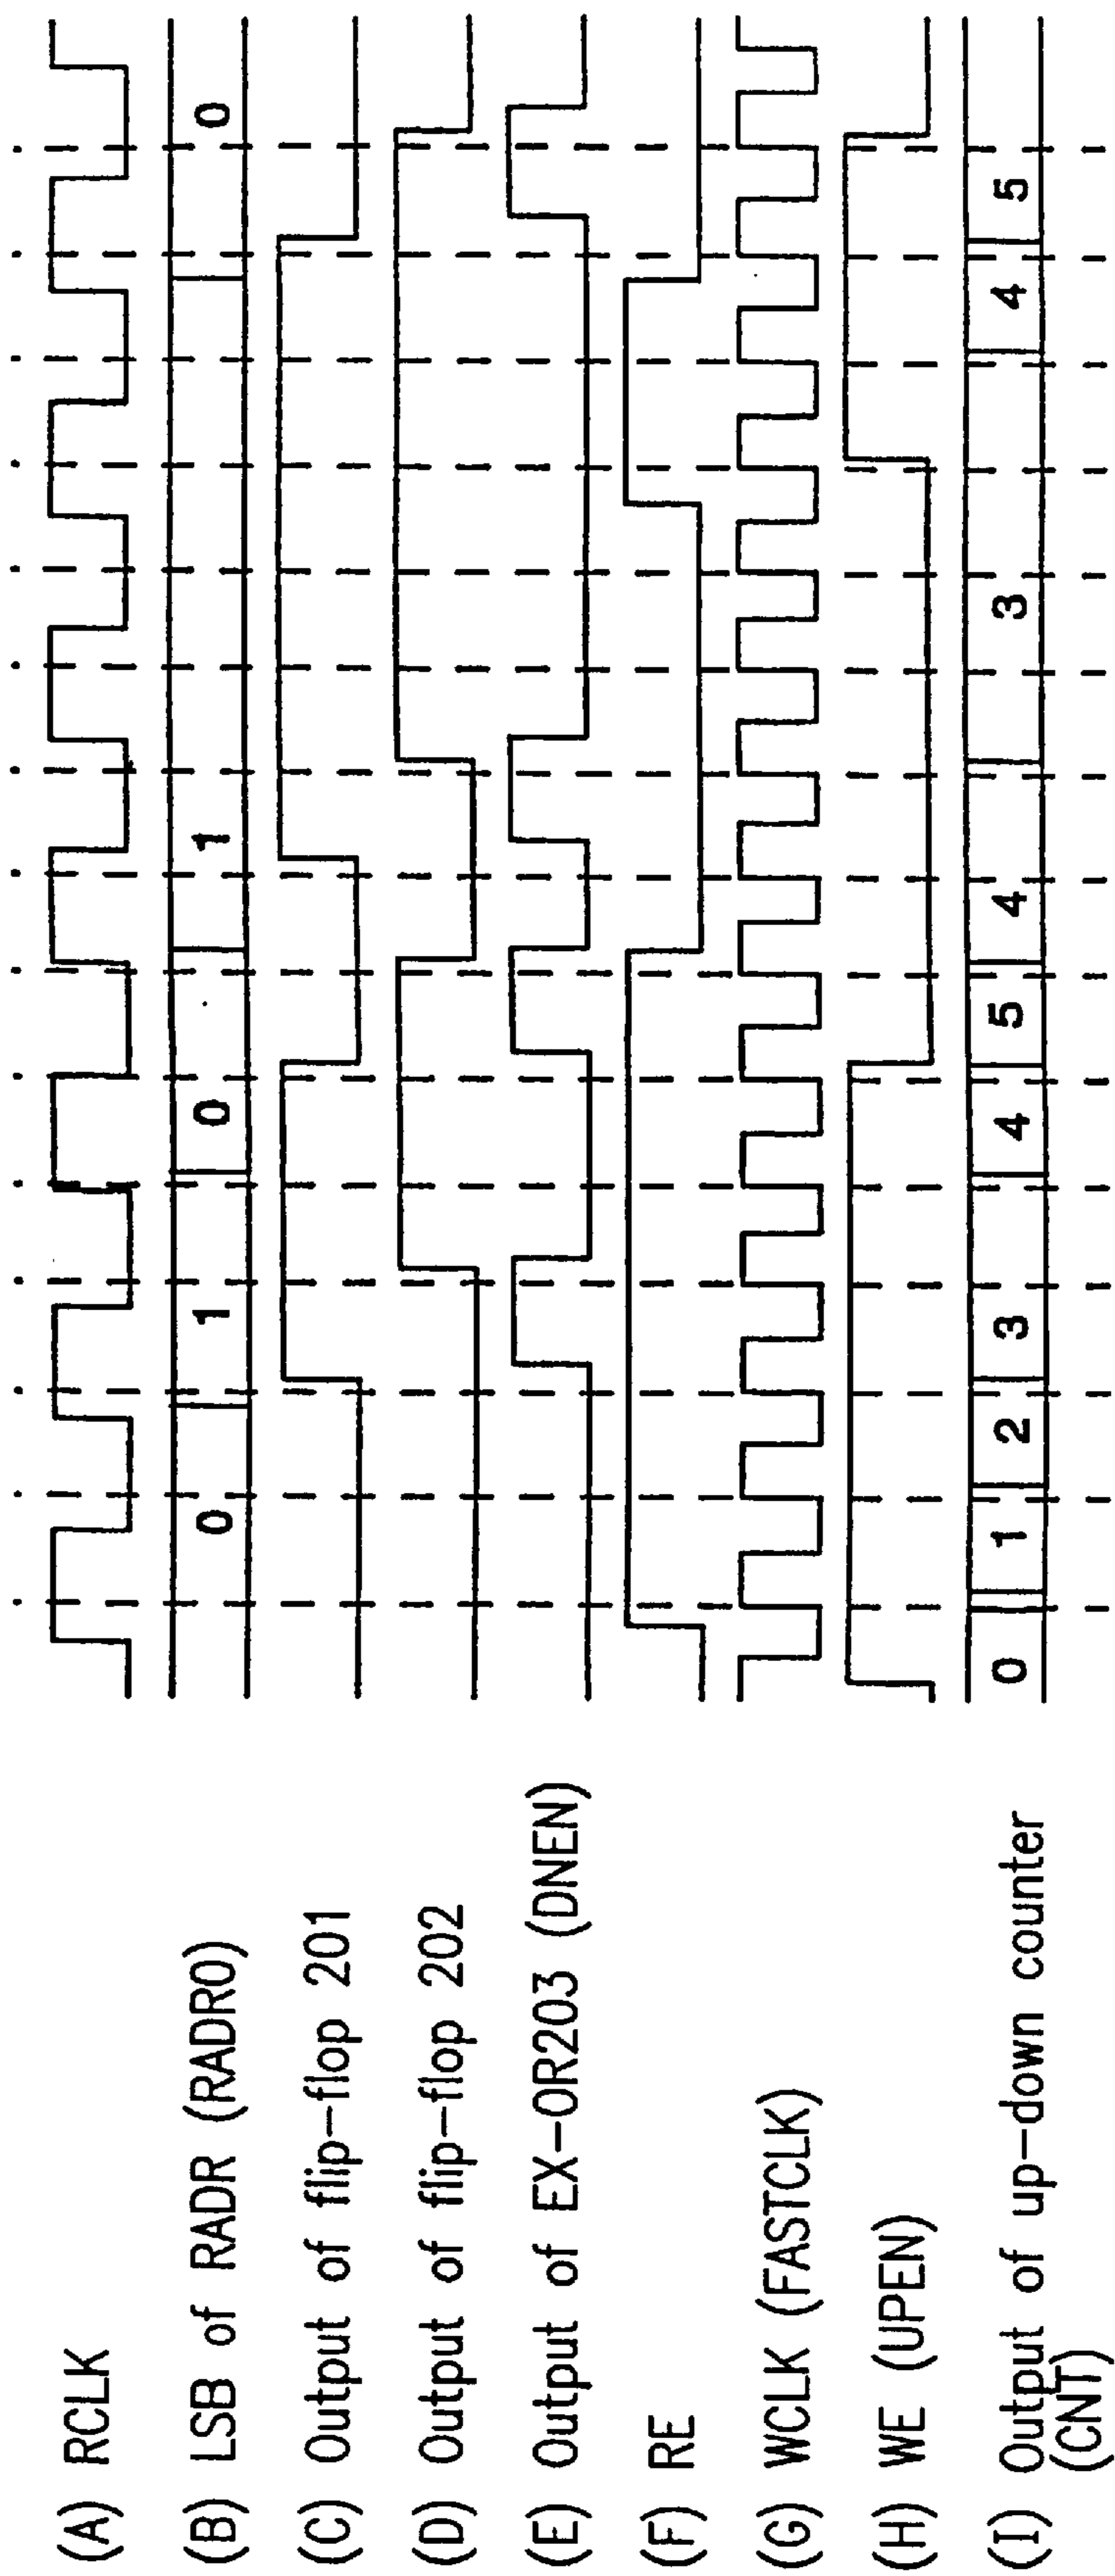 (A) RCLK
(B) LSB of RADR (RADR0)
0 1 0 1 0
(C) Output of flip-flop 201
(D) Output of flip-flop 202
(E) Output of EX-OR203 (DNEN)
(F) RE
(G) WCLK (FASTCLK)
(H) WE (UPEN)
(I) Output of up-down counter
(CNT)
0 1 2 3 4 5 4 3 4 5